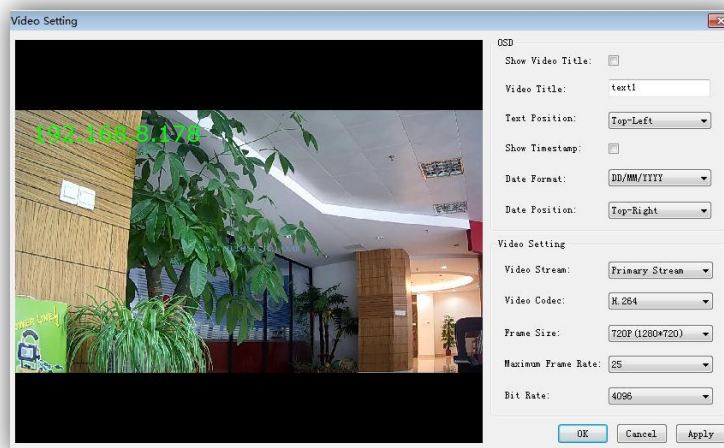 Video Setting
192.168.8.178
POWER LINEY
OSD
Show Video Title:
Video Title: text1
Text Position: Top-Left
Show Timestamp:
Date Format: DD/MM/YYYY
Date Position: Top-Right
Video Setting
Video Stream: Primary Stream
Video Codec: H.264
Frame Size: 720P(1280*720)
Maximum Frame Rate: 25
Bit Rate: 4096
OK Cancel Apply